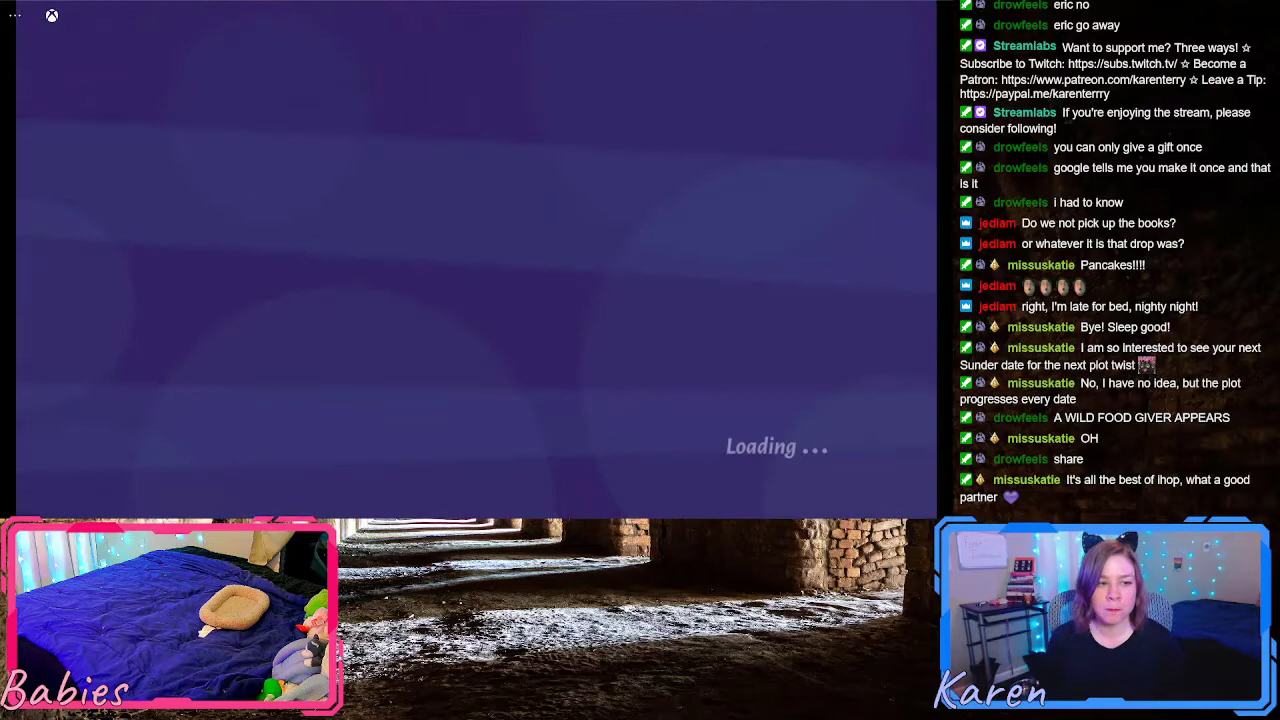 drowfeels eric no
drowfeels eric go away
Streamlabs Want to support me? Three ways! ☆
Subscribe to Twitch: https://subs.twitch.tv/ ☆ Become a
Patron: https://www.patreon.com/karenterry ☆ Leave a Tip:
https://paypal.me/karenterrry
Streamlabs If you're enjoying the stream, please
consider following!
drowfeels you can only give a gift once
drowfeels google tells me you make it once and that
is it
drowfeels i had to know
jedlam Do we not pick up the books?
jedlam or whatever it is that drop was?
missuskatie Pancakes!!!!
jedlam
jedlam right, I'm late for bed, nighty night!
missuskatie Bye! Sleep good!
missuskatie I am so interested to see your next
Sunder date for the next plot twist
missuskatie No, I have no idea, but the plot
progresses every date
drowfeels A WILD FOOD GIVER APPEARS
missuskatie OH
drowfeels share
missuskatie It's all the best of ihop, what a good
partner 💜
Loading ...
Babies
Karen